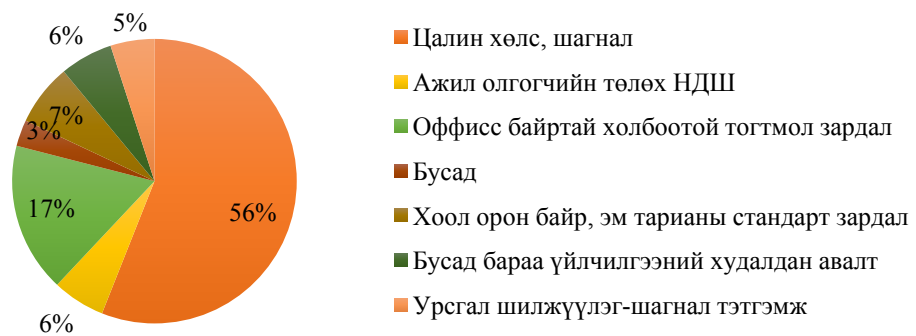 5%
6%
7%
3%
17%
56%
6%
Цалин хөлс, шагнал
Ажил олгогчийн төлөх НДШ
Оффисс байртай холбоотой тогтмол зардал
Бусад
Хоол орон байр, эм тарианы стандарт зардал
Бусад бараа үйлчилгээний худалдан авалт
Урсгал шилжүүлэг-шагнал тэтгэмж